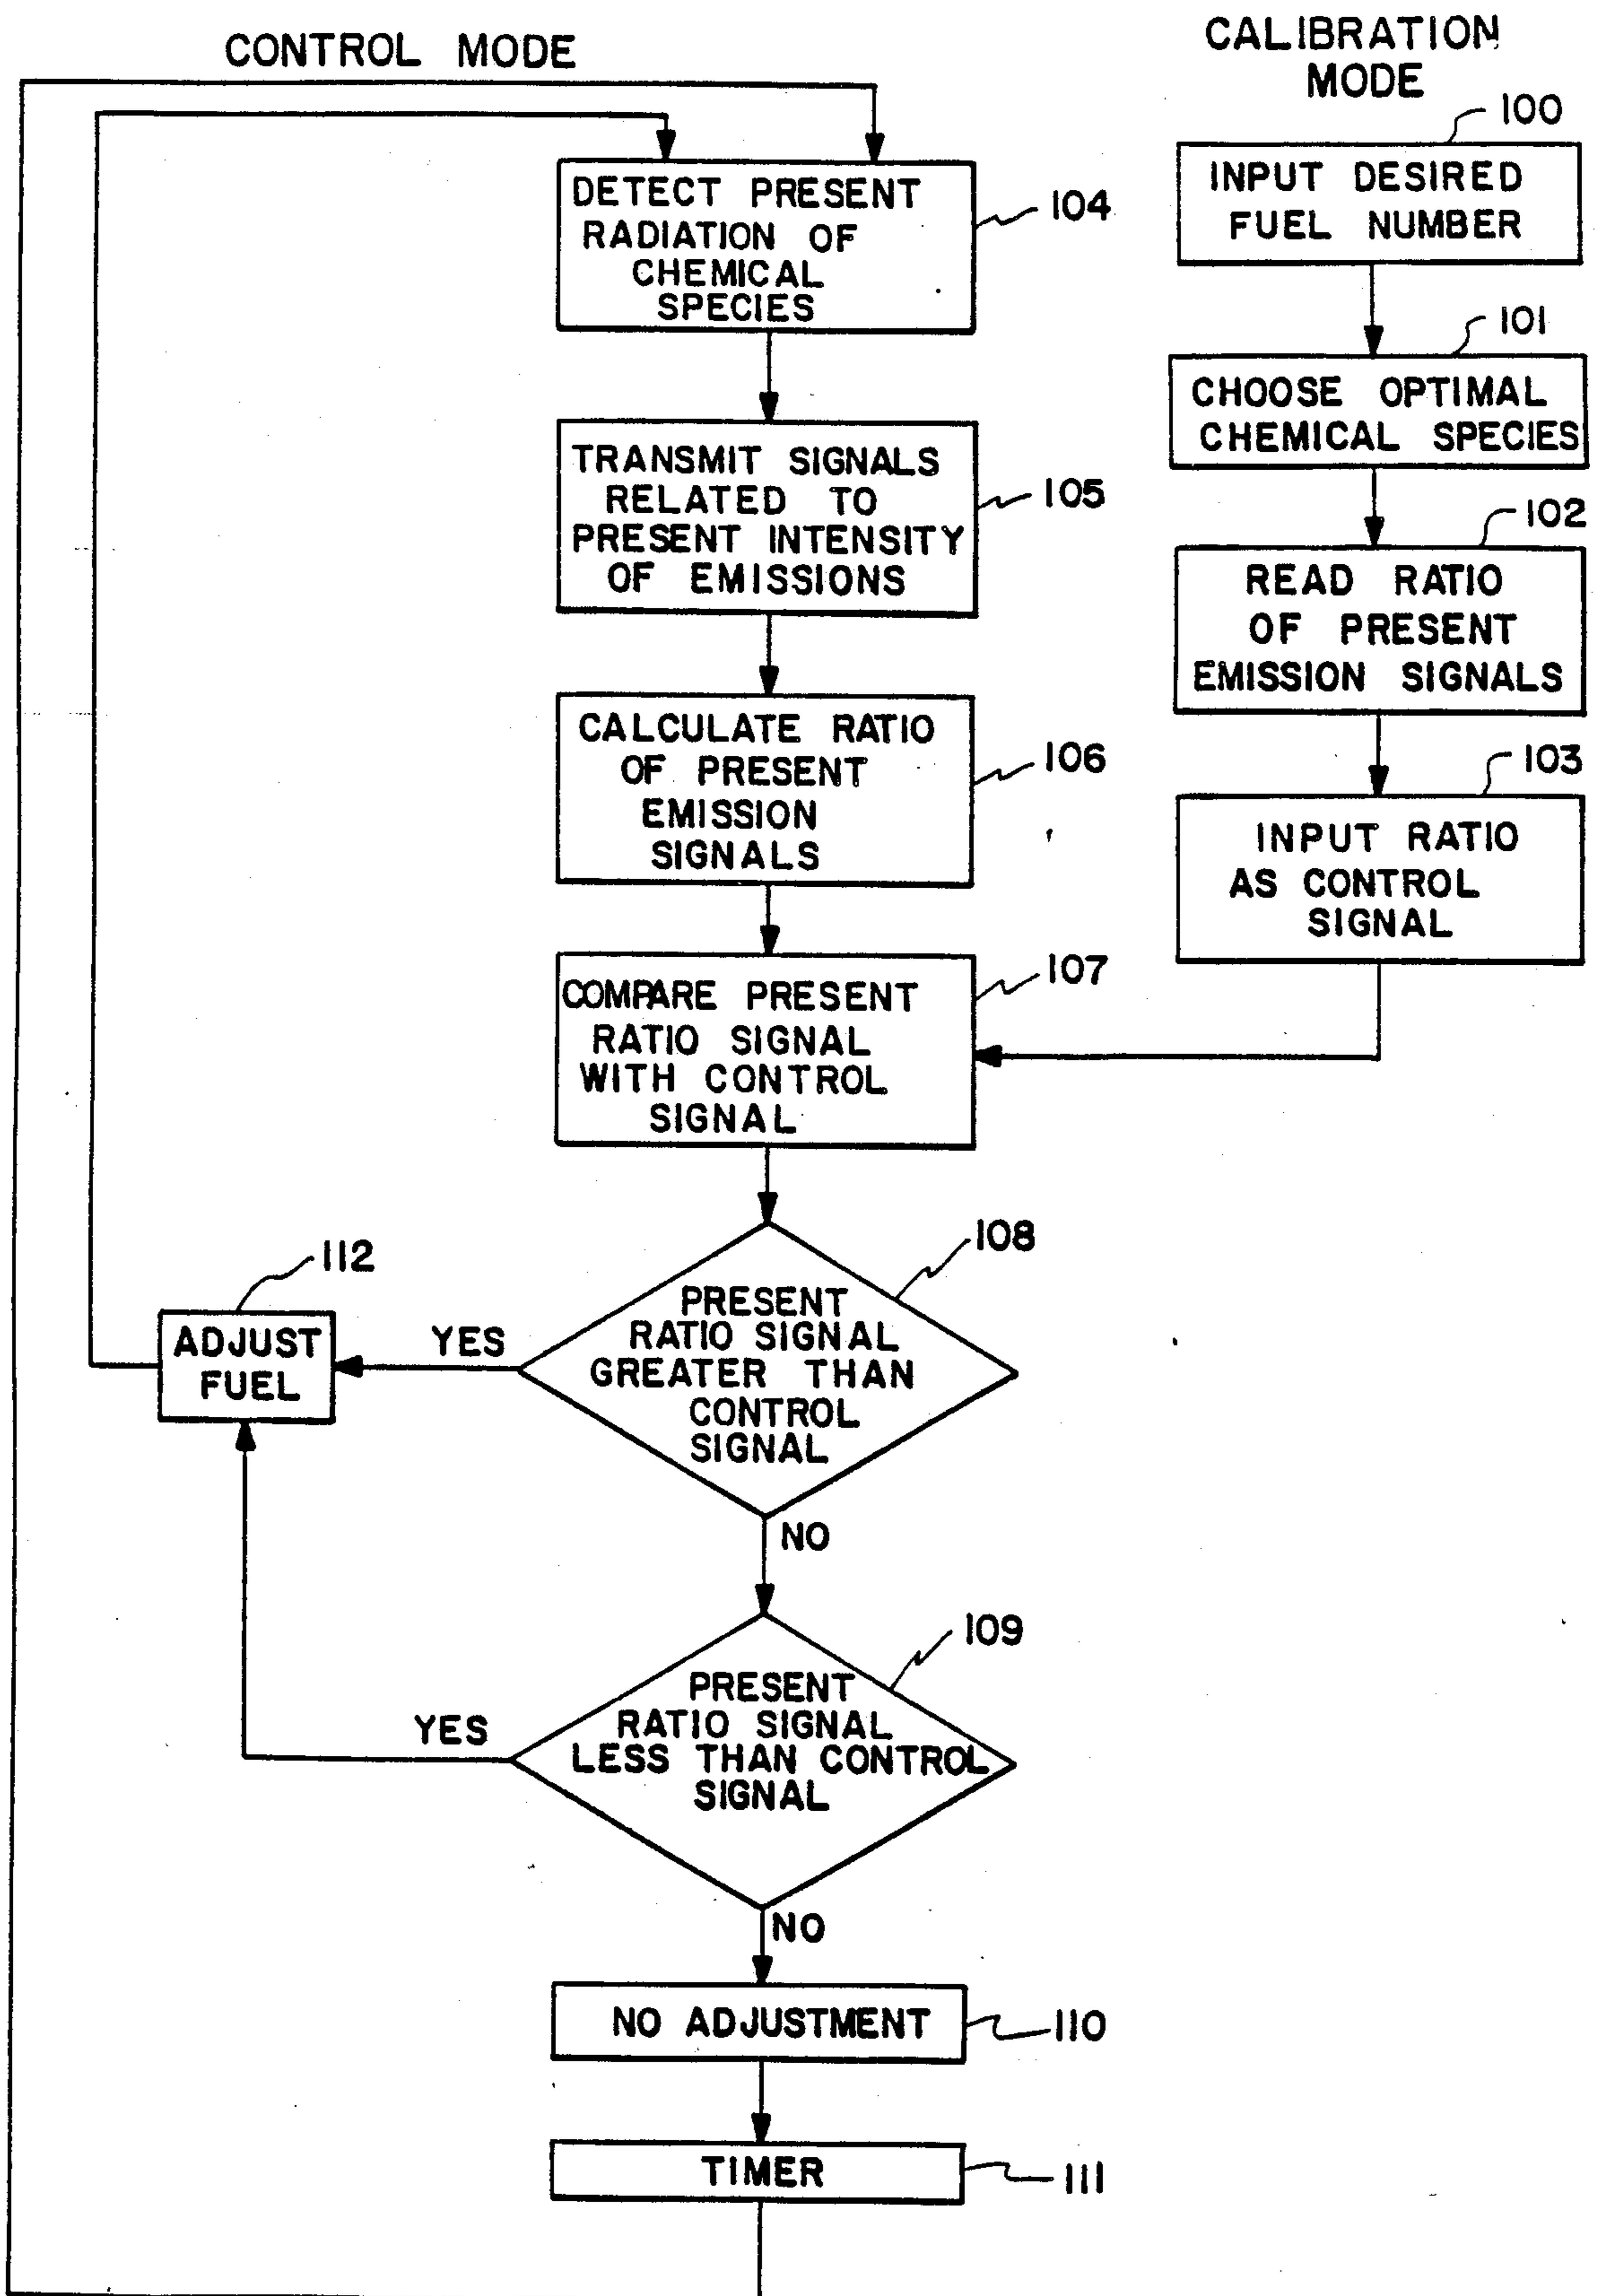 CONTROL MODE
CALIBRATION
MODE
100
INPUT DESIRED
FUEL NUMBER
101
CHOOSE OPTIMAL
CHEMICAL SPECIES
102
READ RATIO
OF PRESENT
EMISSION SIGNALS
103
INPUT RATIO
AS CONTROL
SIGNAL
DETECT PRESENT
RADIATION OF
CHEMICAL
SPECIES
104
TRANSMIT SIGNALS
RELATED TO
PRESENT INTENSITY
OF EMISSIONS
105
CALCULATE RATIO
OF PRESENT
EMISSION
SIGNALS
106
COMPARE PRESENT
RATIO SIGNAL
WITH CONTROL
SIGNAL
107
PRESENT
RATIO SIGNAL
GREATER THAN
CONTROL
SIGNAL
108
YES
112
ADJUST
FUEL
NO
PRESENT
RATIO SIGNAL
LESS THAN CONTROL
SIGNAL
109
YES
NO
NO ADJUSTMENT
110
TIMER
111